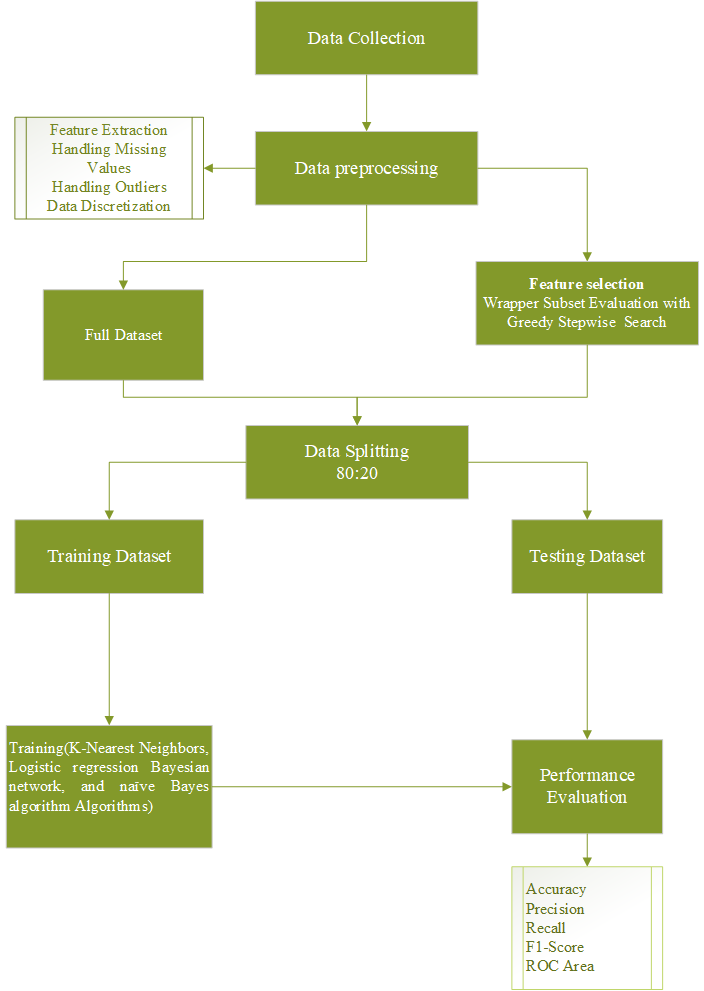 Data Collection
Feature Extraction
Handling Missing
Values
Handling Outliers
Data Discretization
Data preprocessing
Feature selection
Wrapper Subset Evaluation with
Greedy Stepwise Search
Full Dataset
Data Splitting
80:20
Training Dataset
Testing Dataset
Training(K-Nearest Neighbors,
Logistic regression Bayesian
network, and naïve Bayes
algorithm Algorithms)
Performance
Evaluation
Accuracy
Precision
Recall
F1-Score
ROC Area